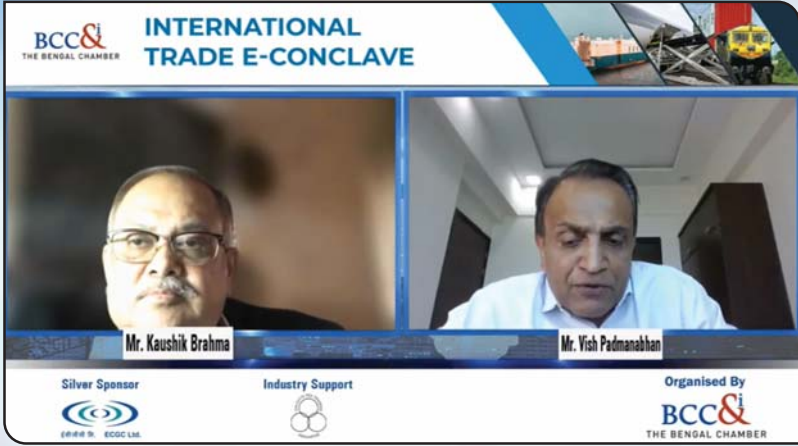 BCC&i
THE BENGAL CHAMBER
INTERNATIONAL
TRADE E-CONCLAVE
Mr. Kaushik Brahma
Mr. Vish Padmanabhan
Silver Sponsor
Industry Support
Organised By
ईसीजीसी लि. ECGC Ltd.
BCC&i
THE BENGAL CHAMBER